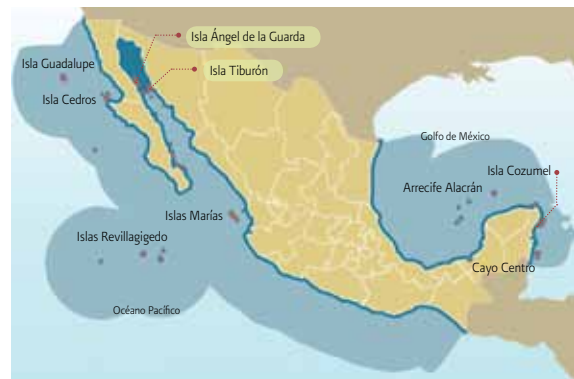 Isla Ángel de la Guarda
Isla Guadalupe
Isla Tiburón
Isla Cedros
Golfo de México
Isla Cozumel
Arrecife Alacrán
Islas Marías
Islas Revillagigedo
Cayo Centro
Océano Pacífico